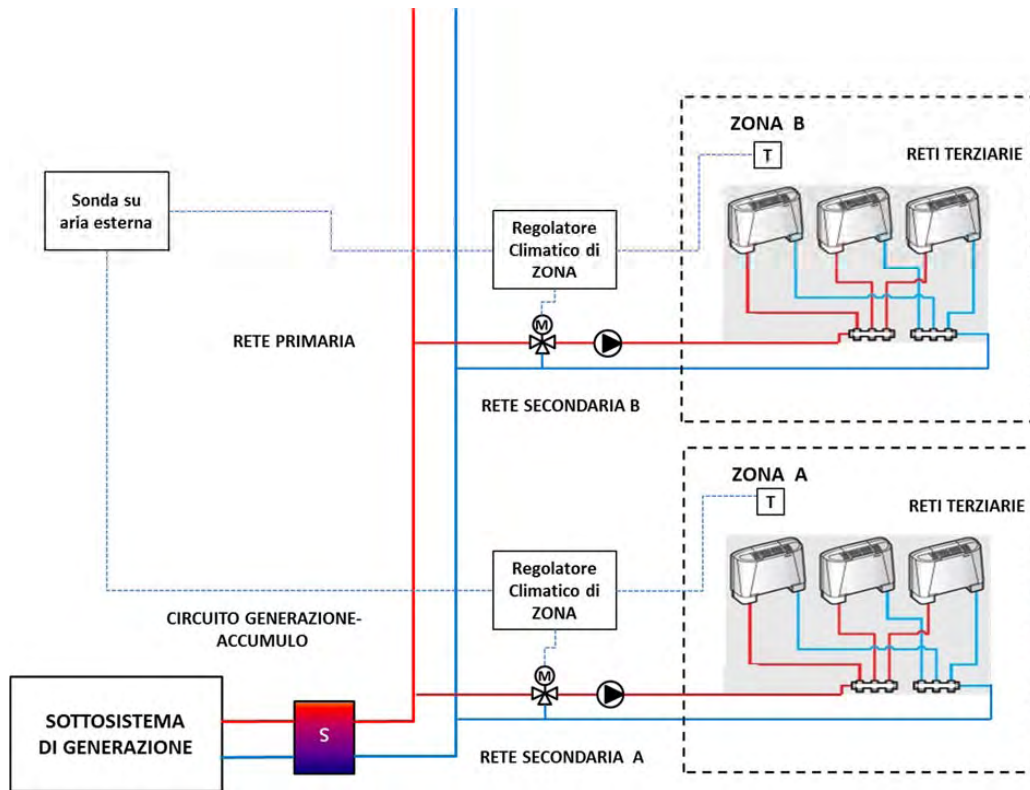 ZONA B
T
RETI TERZIARIE
Sonda su
aria esterna
Regolatore
Climatico di
ZONA
M
RETE PRIMARIA
RETE SECONDARIA B
ZONA A
T
RETI TERZIARIE
Regolatore
Climatico di
ZONA
CIRCUITO GENERAZIONE-
ACCUMULO
M
SOTTOSISTEMA
DI GENERAZIONE
S
RETE SECONDARIA A